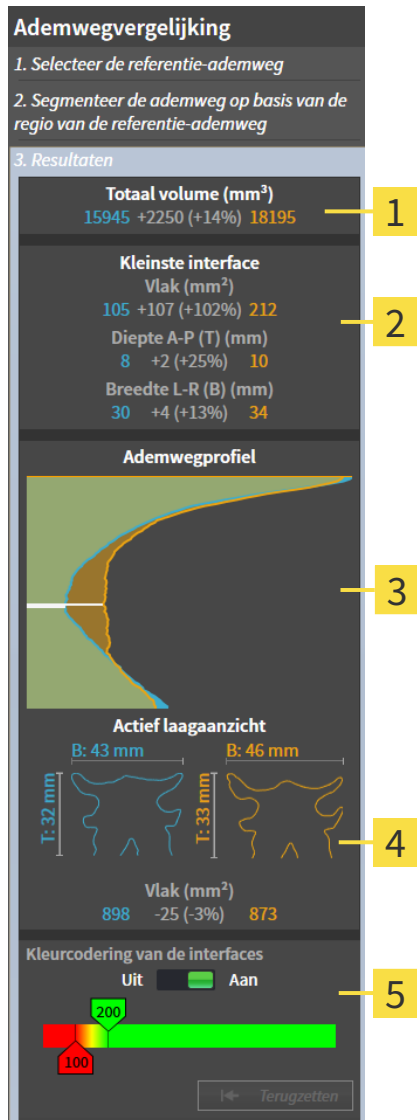 Ademwegvergelijking
1. Selecteer de referentie-ademweg
2. Segmenteer de ademweg op basis van de
regio van de referentie-ademweg
3. Resultaten
Totaal volume (mm³)
15945 +2250 (+14%) 18195
1
Kleinste interface
Vlak (mm²)
105 +107 (+102%) 212
2
Diepte A-P (T) (mm)
8 +2 (+25%) 10
Breedte L-R (B) (mm)
30 +4 (+13%) 34
Ademwegprofiel
3
Actief laagaanzicht
B: 43 mm B: 46 mm
T: 32 mm T: 33 mm
4
Vlak (mm²)
898 -25 (-3%) 873
Kleurcodering van de interfaces
5
Uit Aan
200
100
Terugzetten